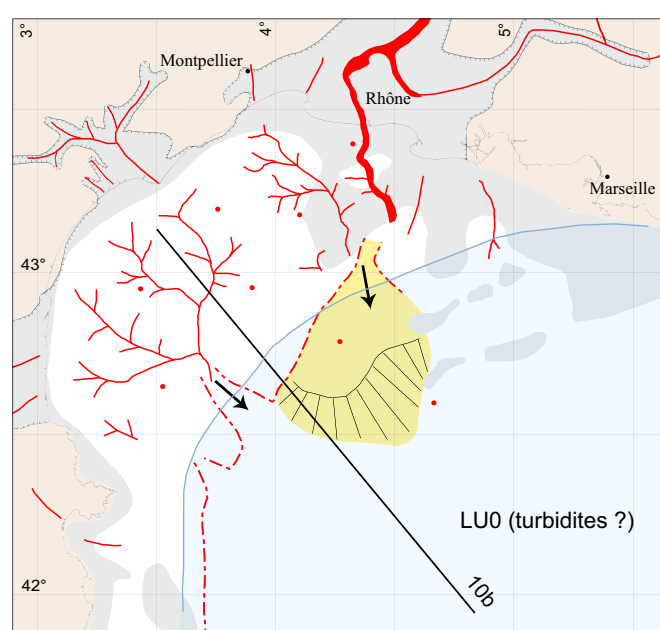 3°
4°
5°
Montpellier
Rhône
Marseille
43°
LU0 (turbidites ?)
42°
10b